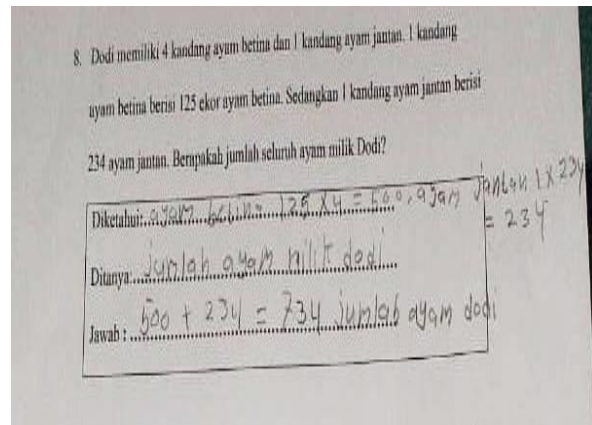 8. Dodi memiliki 4 kandang ayam betina dan 1 kandang ayam jantan. 1 kandang
ayam betina berisi 125 ekor ayam betina. Sedangkan 1 kandang ayam jantan berisi
234 ayam jantan. Berapakah jumlah seluruh ayam milik Dodi?
Diketahui: ayam betina 125 x 4 = 500, ayam jantan 1 x 234
= 234
Ditanya: jumlah ayam milik dodi
Jawab : 500 + 234 = 734 jumlah ayam dodi